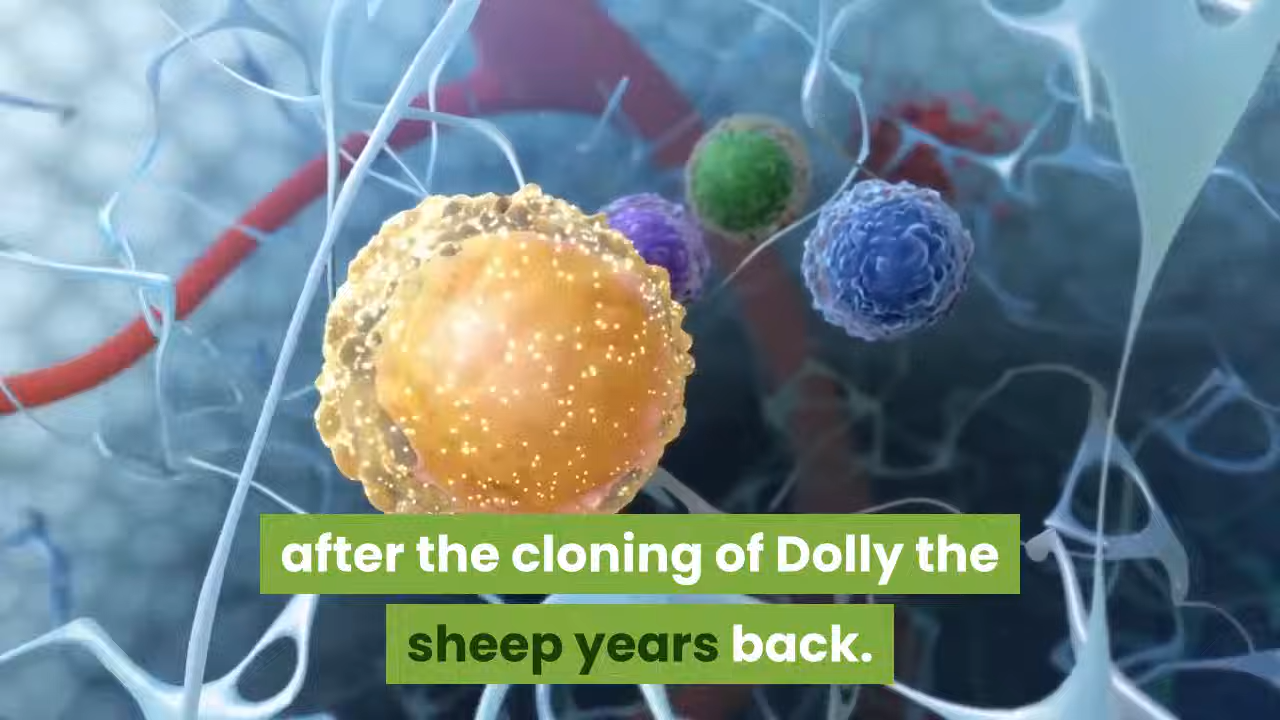 after the cloning of Dolly the
sheep years back.